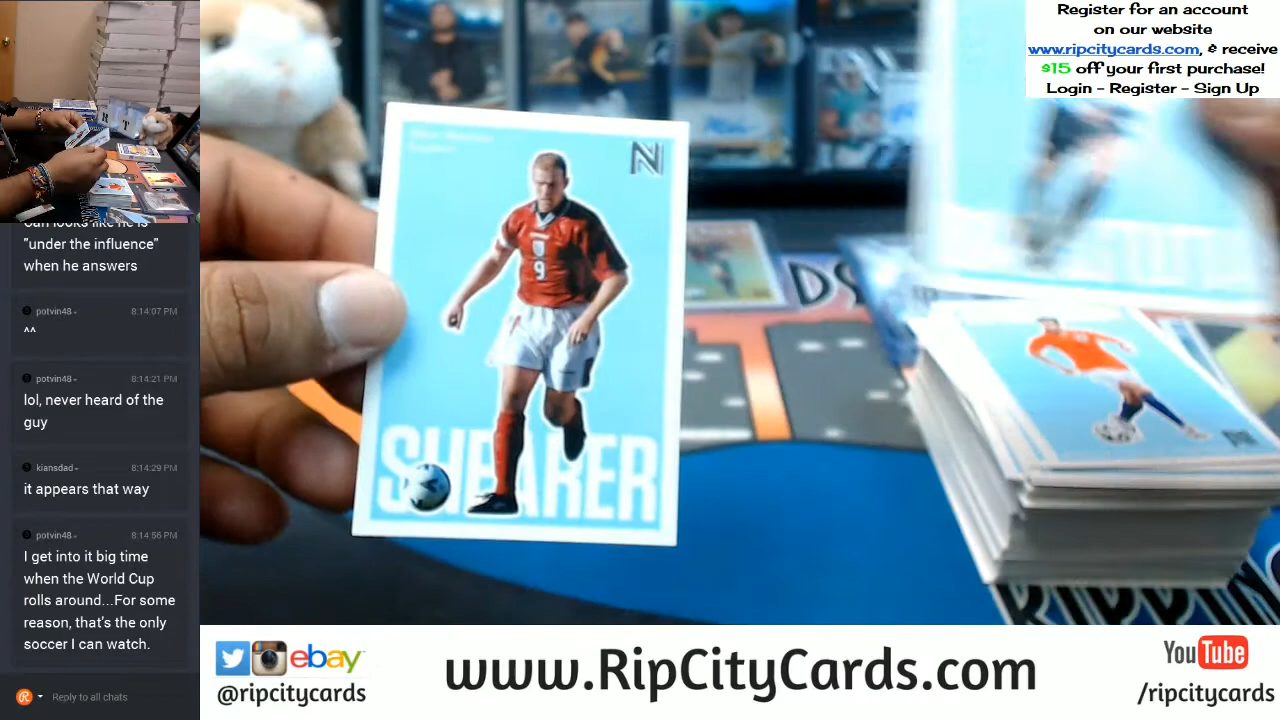 Register for an account
on our website
www.ripcitycards.com, & receive
$15 off your first purchase!
Login - Register - Sign Up
"under the influence"
when he answers
potvin48
8:14:07 PM
^^
potvin48
8:14:21 PM
lol, never heard of the
guy
kiansdad
8:14:29 PM
it appears that way
potvin48
8:14:56 PM
I get into it big time
when the World Cup
rolls around...For some
reason, that's the only
soccer I can watch.
Reply to all chats
N
9
SHEARER
DS
RIPPING
ebay
@ripcitycards
www.RipCityCards.com
YouTube
/ripcitycards